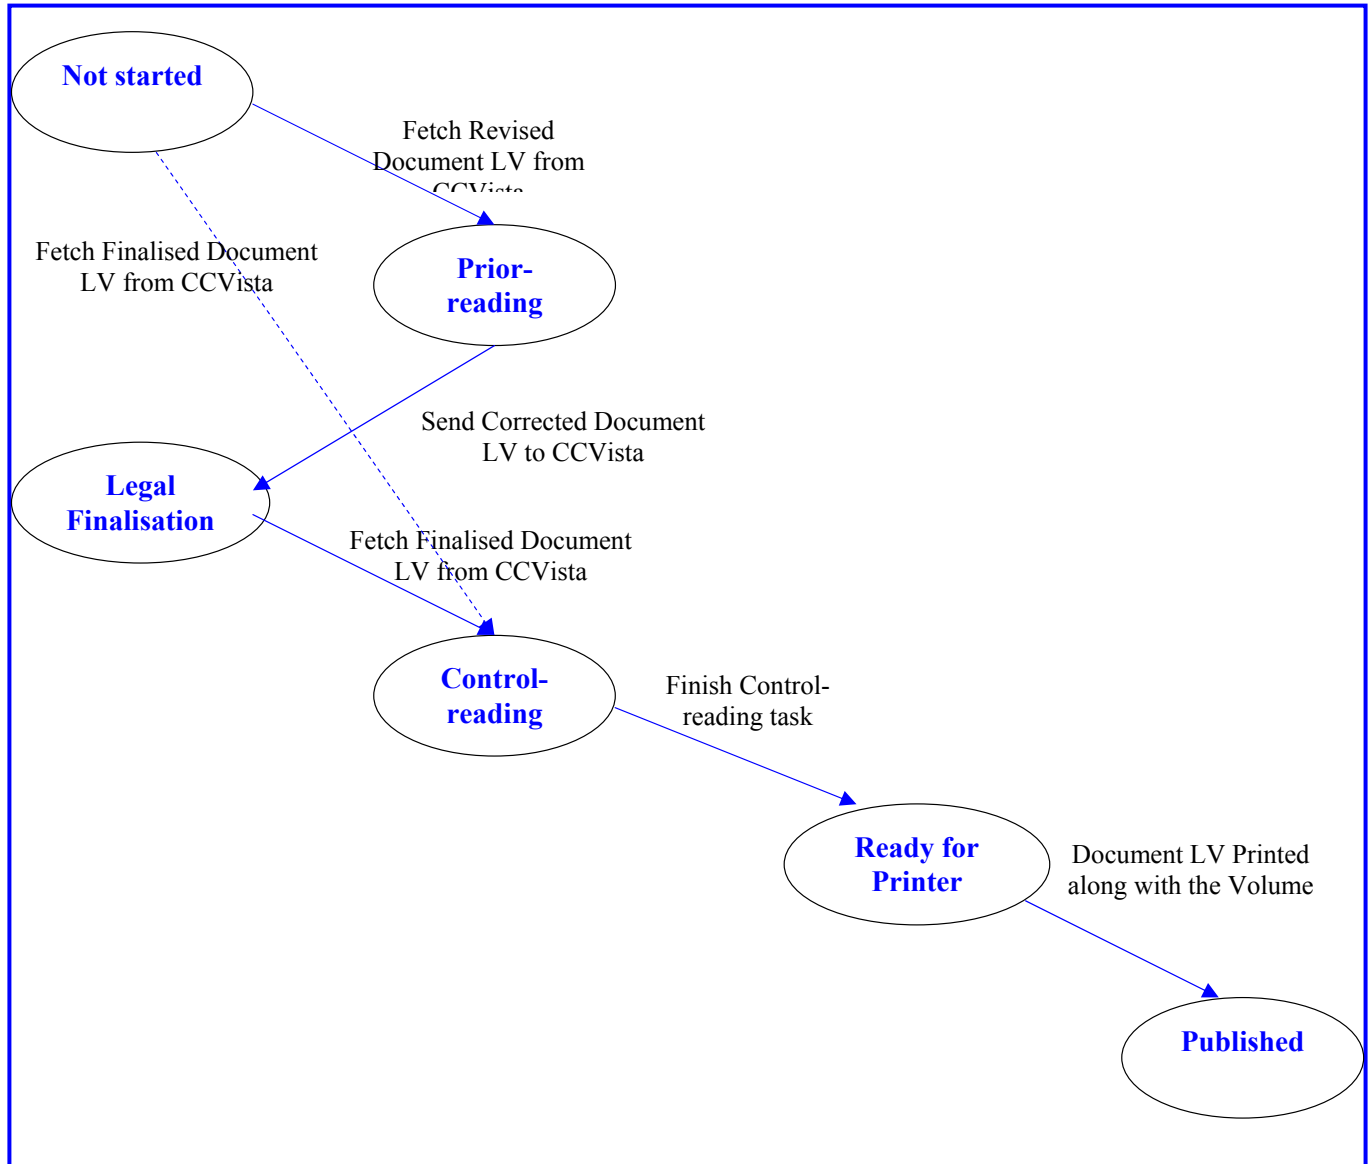 Not started
Fetch Revised
Document LV from
CCVista
Fetch Finalised Document
LV from CCVista
Prior-
reading
Send Corrected Document
LV to CCVista
Legal
Finalisation
Fetch Finalised Document
LV from CCVista
Control-
reading
Finish Control-
reading task
Ready for
Printer
Document LV Printed
along with the Volume
Published